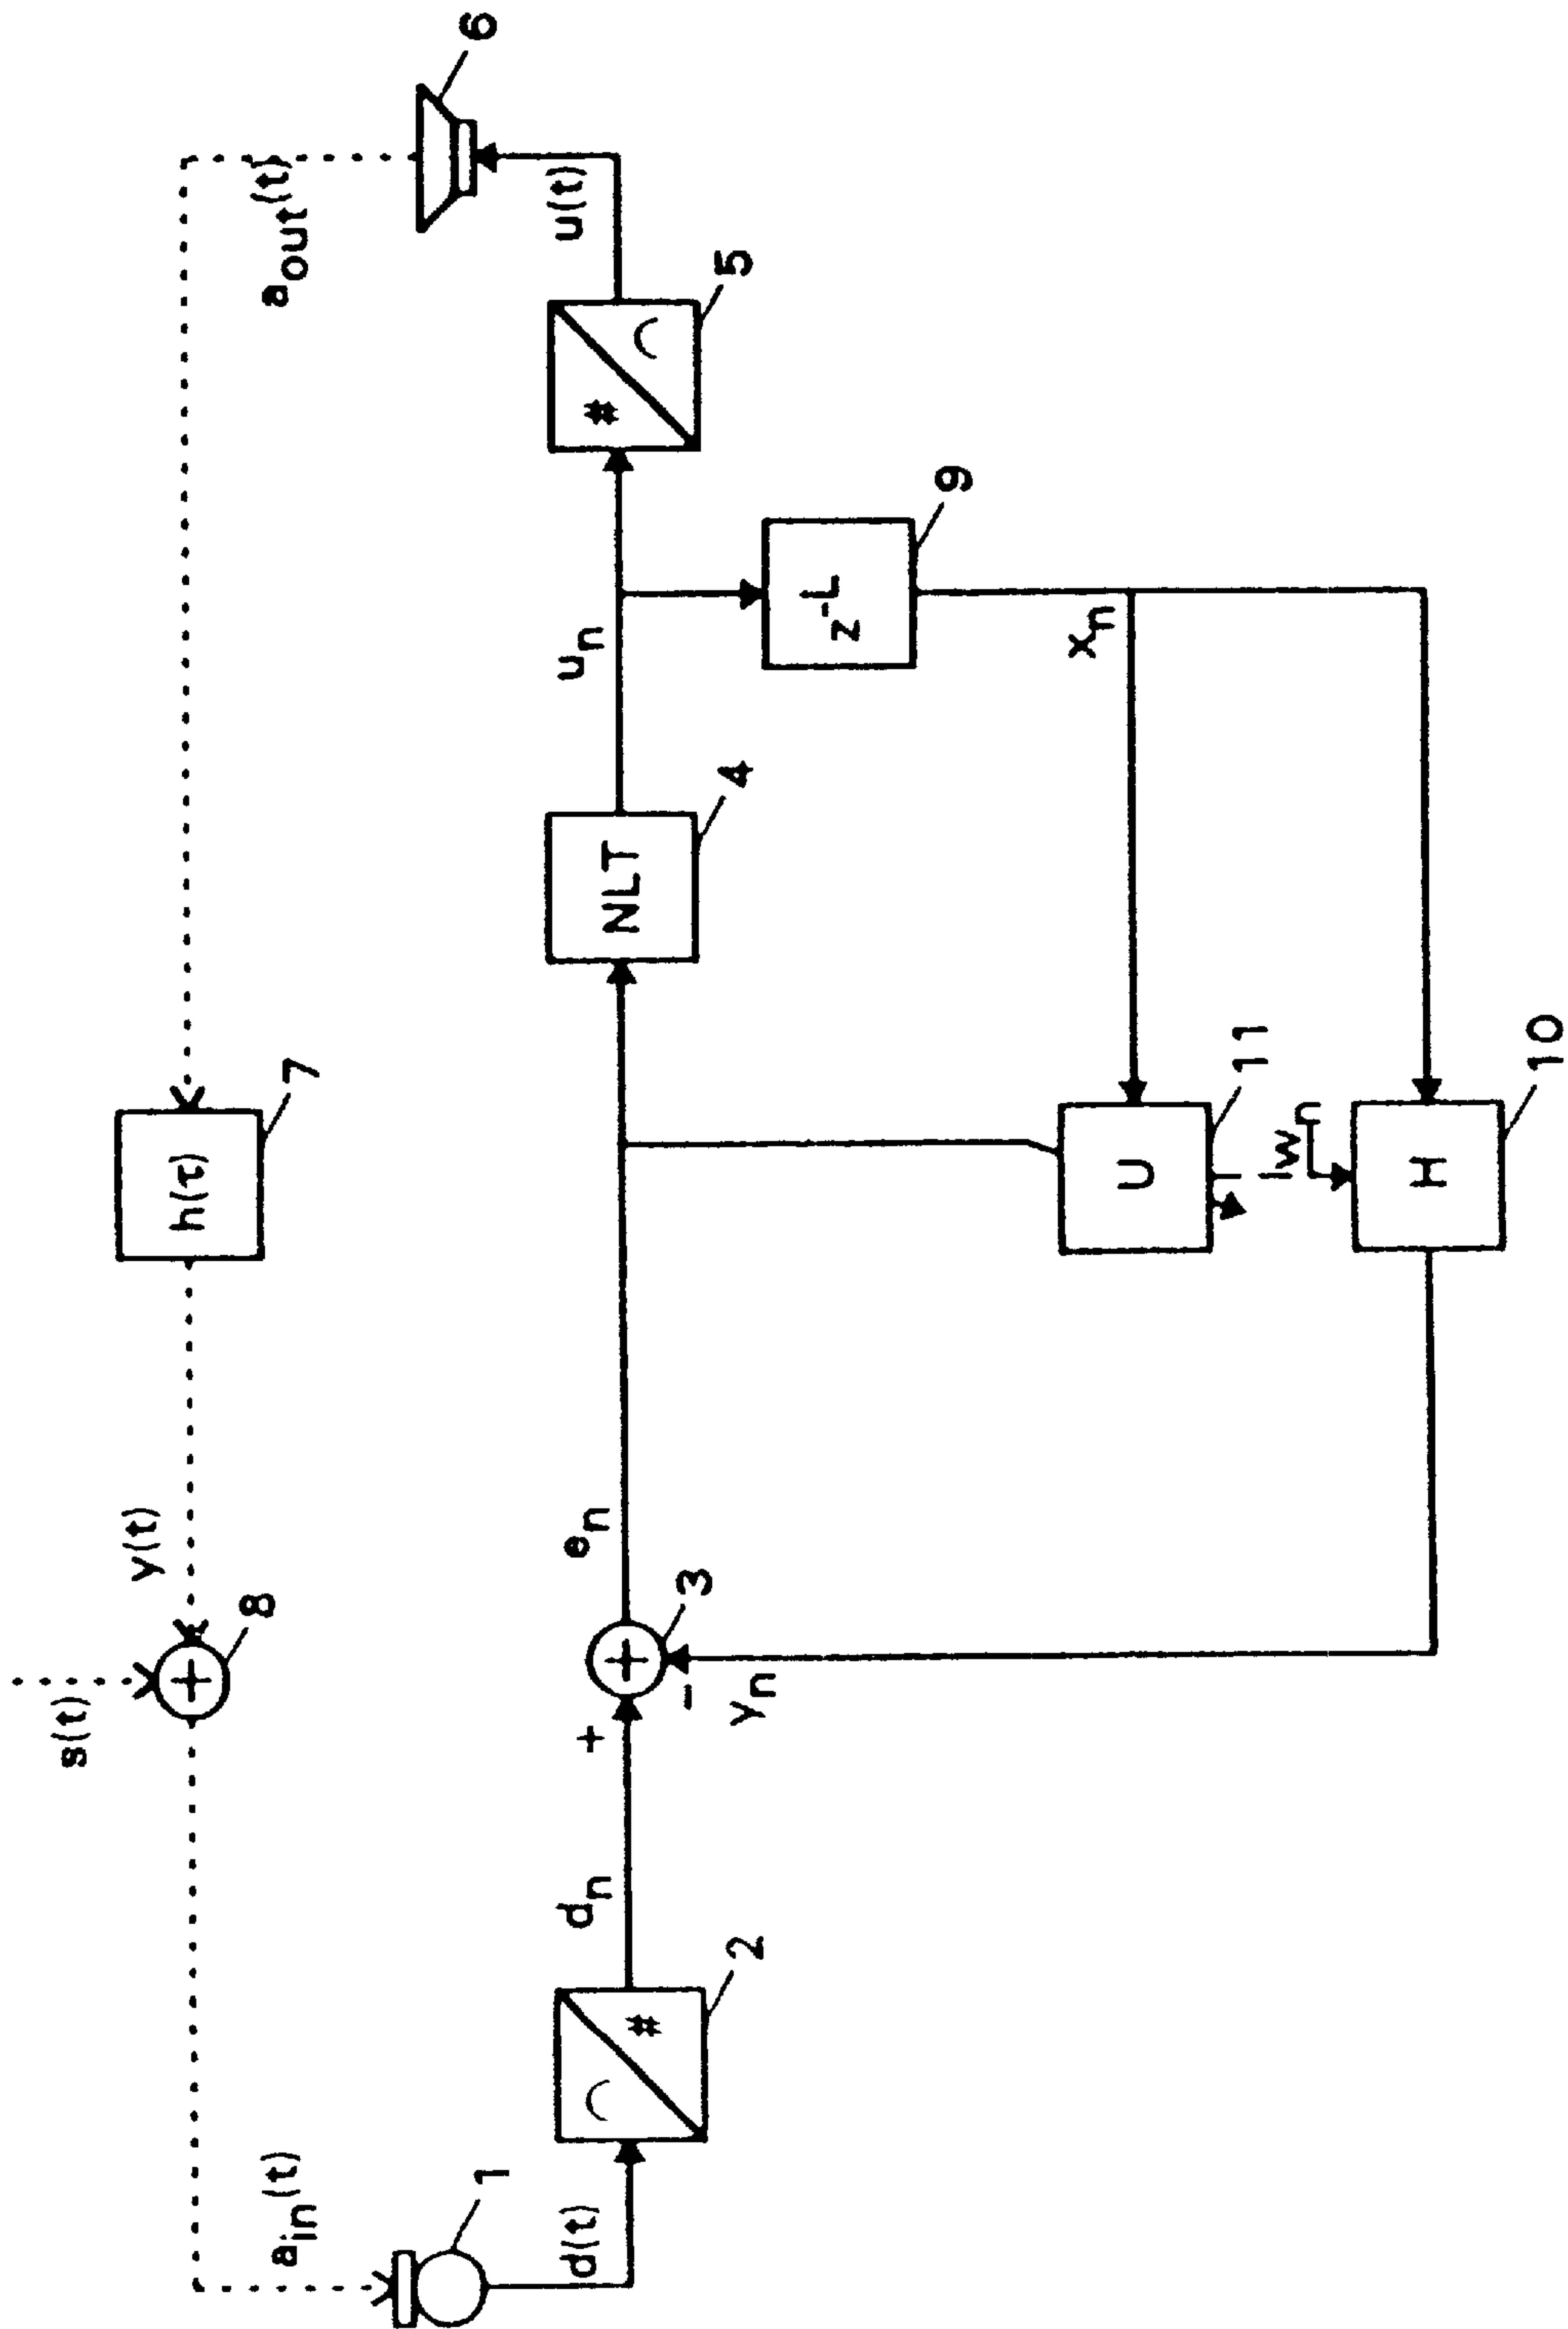 s(t)
y(t)
8
h(τ)
7
a_out(t)
a_in(t)
1
6
d(t)
2
#
d_n
+
-
y_n
3
e_n
NLT
4
u_n
#
5
u(t)
z^-L
9
x_n
U
11
w_n
H
10